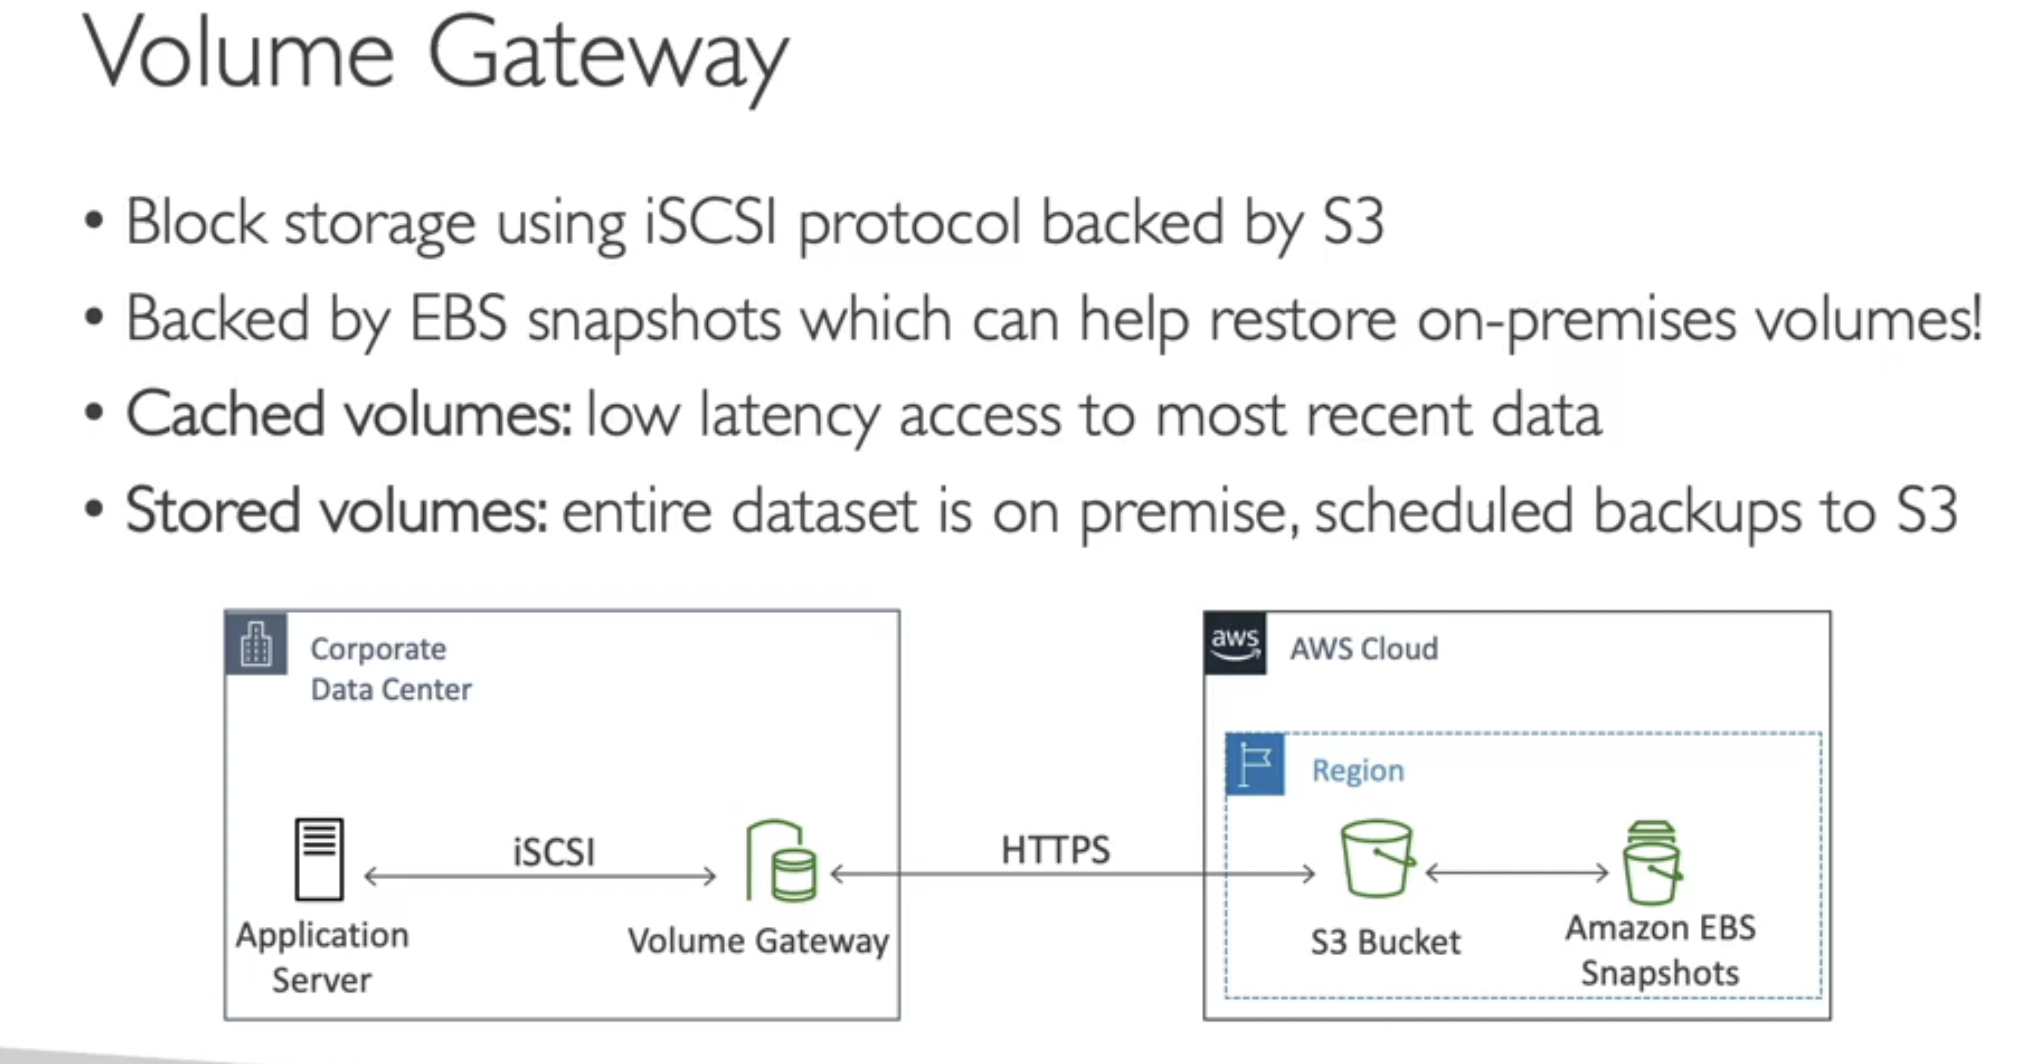 Volume Gateway
• Block storage using iSCSI protocol backed by S3
• Backed by EBS snapshots which can help restore on-premises volumes!
• Cached volumes: low latency access to most recent data
• Stored volumes: entire dataset is on premise, scheduled backups to S3
Corporate
Data Center
aws
AWS Cloud
Region
iSCSI
HTTPS
Application
Server
Volume Gateway
S3 Bucket
Amazon EBS
Snapshots